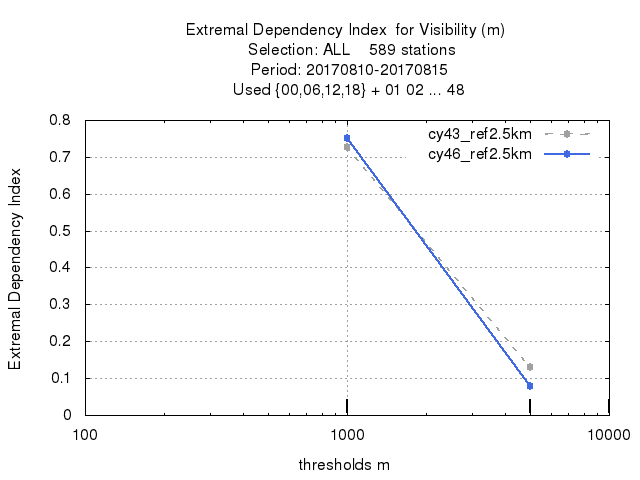 Extremal Dependency Index  for Visibility (m)
Selection: ALL    589 stations
Period: 20170810-20170815
Used {00,06,12,18} + 01 02 ... 48
cy43_ref2.5km
cy46_ref2.5km
0.8
0.7
0.6
0.5
0.4
0.3
0.2
0.1
0
Extremal Dependency Index
100 1000 10000
thresholds m